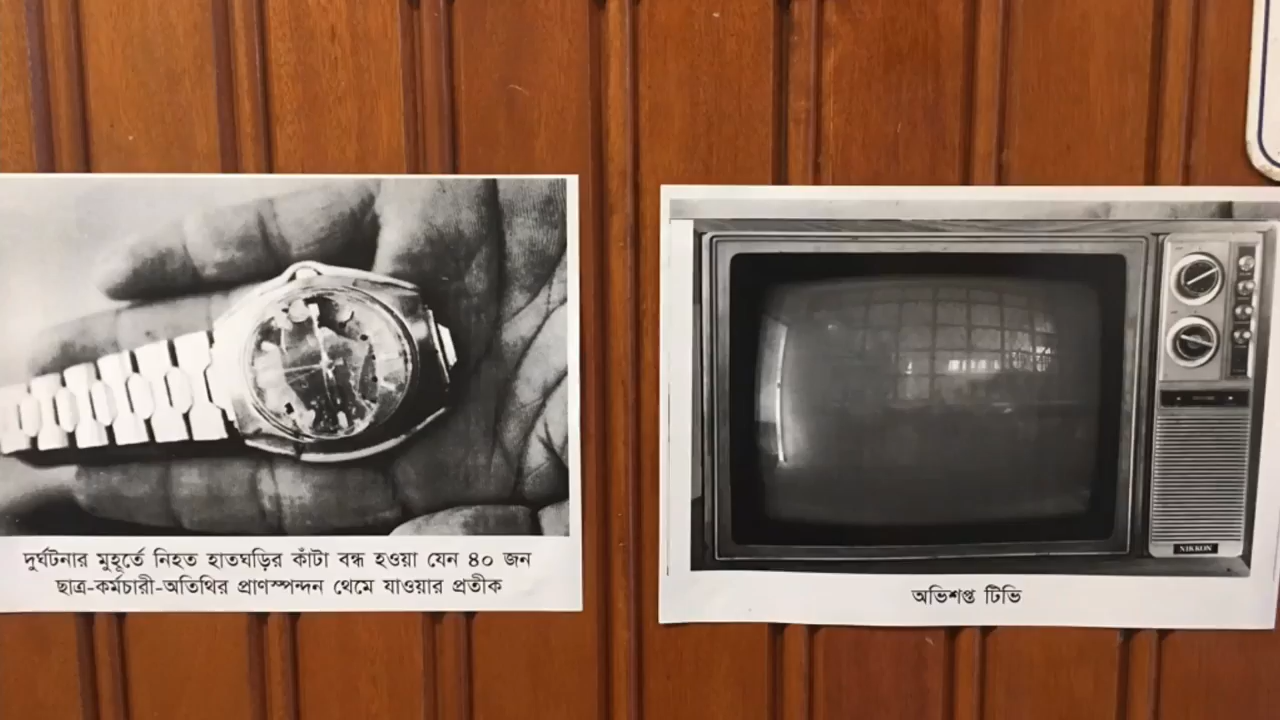 দুর্ঘটনার মুহূর্তে নিহত হাতঘড়ির কাঁটা বন্ধ হওয়া যেন ৪০ জন
ছাত্র-কর্মচারী-অতিথির প্রাণস্পন্দন থেমে যাওয়ার প্রতীক
NIKKON
অভিশপ্ত টিভি